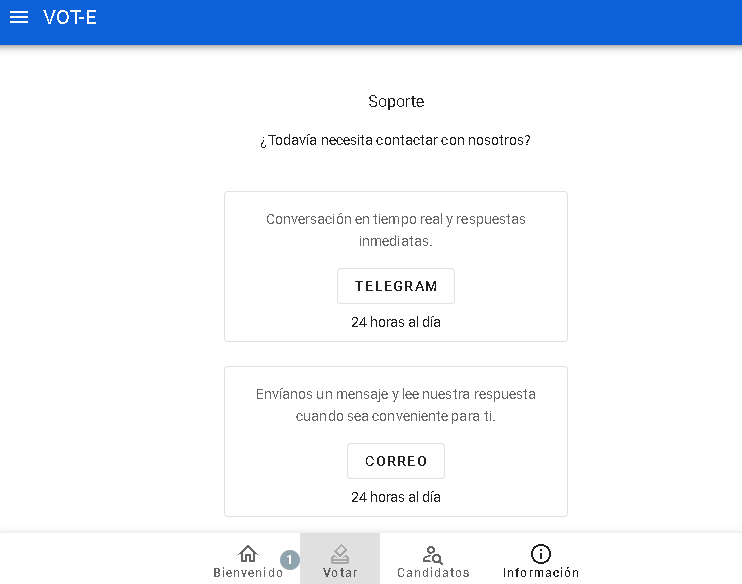 VOT-E
Soporte
¿Todavía necesita contactar con nosotros?
Conversación en tiempo real y respuestas
inmediatas.
TELEGRAM
24 horas al día
Envíanos un mensaje y lee nuestra respuesta
cuando sea conveniente para ti.
CORREO
24 horas al día
1
Bienvenido Votar Candidatos Información